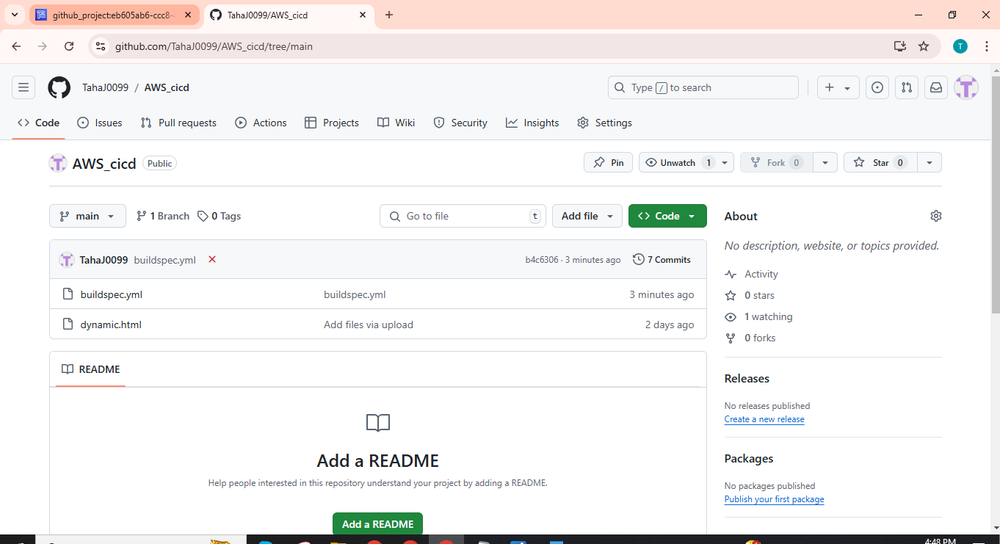 github_project:eb605ab6-ccc8-
TahaJ0099/AWS_cicd
github.com/TahaJ0099/AWS_cicd/tree/main
T
TahaJ0099 / AWS_cicd
Type / to search
Code Issues Pull requests Actions Projects Wiki Security Insights Settings
AWS_cicd Public
Pin Unwatch 1 Fork 0 Star 0
main 1 Branch 0 Tags Go to file t Add file Code
TahaJ0099 buildspec.yml b4c6306 · 3 minutes ago 7 Commits
buildspec.yml buildspec.yml 3 minutes ago
dynamic.html Add files via upload 2 days ago
README
Add a README
Help people interested in this repository understand your project by adding a README.
Add a README
About
No description, website, or topics provided.
Activity
0 stars
1 watching
0 forks
Releases
No releases published
Create a new release
Packages
No packages published
Publish your first package
4:48 PM